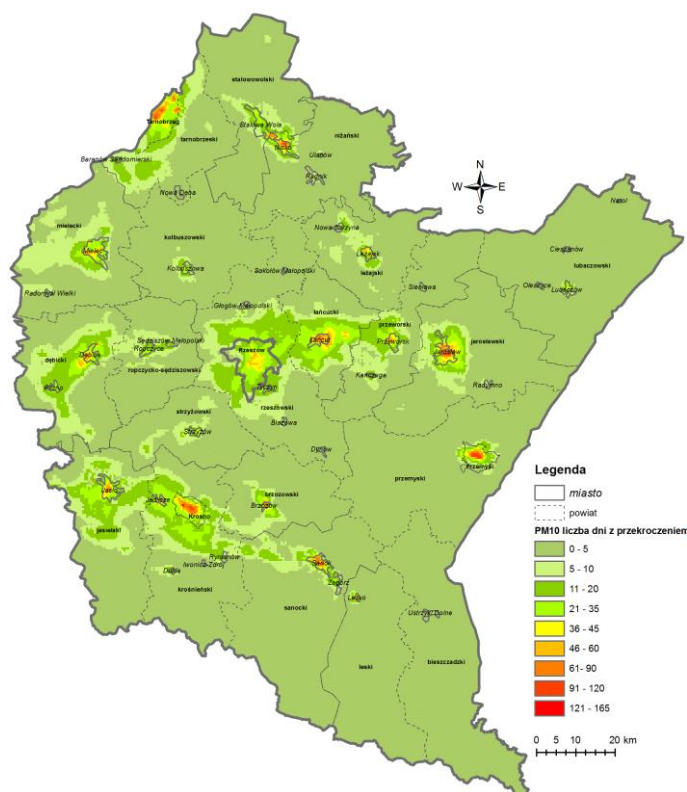 stalowowolski
Tarnobrzeg
Stalowa Wola
tarnobrzeski
Nisko
niżański
Ulanów
Baranów Sandomierski
Rudnik
Nowa Dęba
N
W E
S
Narol
mielecki
kolbuszowski
Nowa Sarzyna
Cieszanów
Mielec
Leżajsk
lubaczowski
Kolbuszowa
Sokołów Małopolski
leżajski
Oleszyce
Lubaczów
Radomyśl Wielki
Sieniawa
Głogów Małopolski
łańcucki
przeworski
Sędziszów Małopolski
Łańcut
Przeworsk
jarosławski
dębicki
Dębica
Ropczyce
Rzeszów
Jarosław
ropczycko-sędziszowski
Kańczuga
Pilzno
Tyczyn
Radymno
strzyżowski
rzeszowski
Strzyżów
Błażowa
Dynów
Przemyśl
przemyski
Jasło
Jedlicze
brzozowski
Krosno
Brzozów
jasielski
Rymanów
Iwonicz-Zdrój
Dukla
Sanok
Zagórz
krośnieński
Lesko
sanocki
Ustrzyki Dolne
leski
bieszczadzki
Legenda
miasto
powiat
PM10 liczba dni z przekroczeniem
0 - 5
5 - 10
11 - 20
21 - 35
36 - 45
46 - 60
61 - 90
91 - 120
121 - 165
0 5 10 20 km